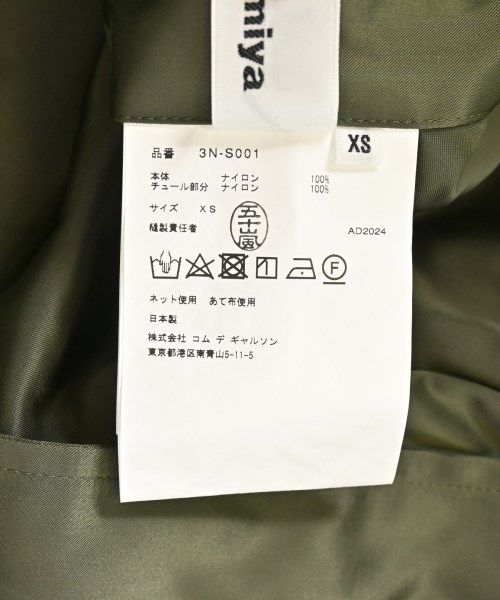 miya
XS
品番 3N-S001
本体 ナイロン 100%
チュール部分 ナイロン 100%
サイズ XS
縫製責任者 五十嵐 AD2024
F
ネット使用 あて布使用
日本製
株式会社 コム デ ギャルソン
東京都港区南青山5-11-5